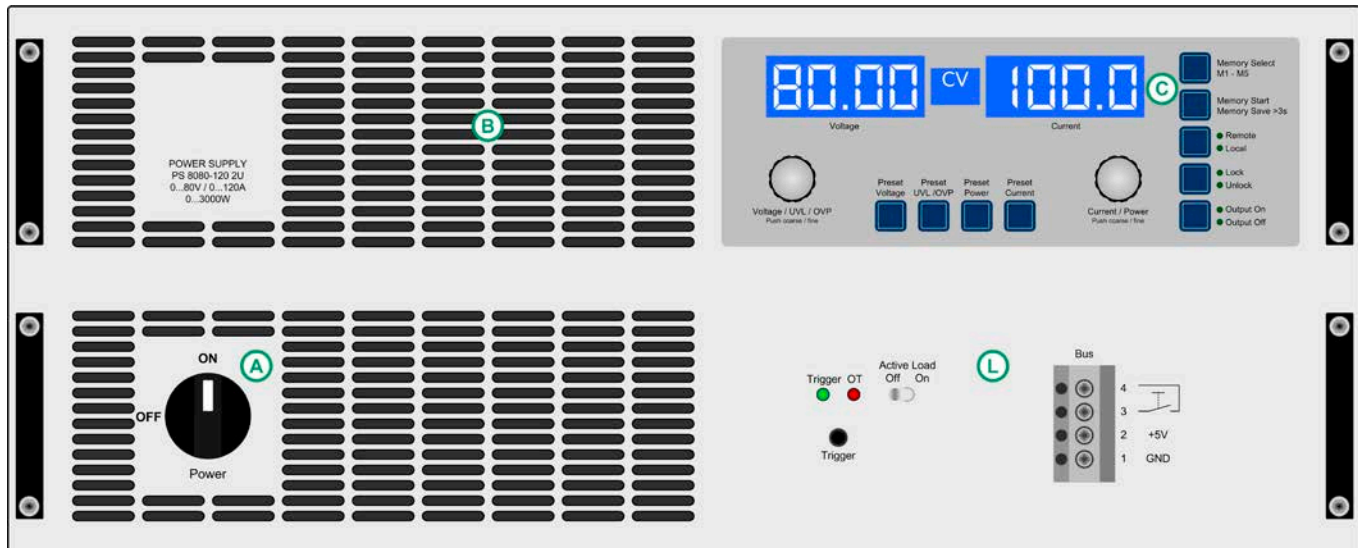 B
POWER SUPPLY
PS 8080-120 2U
0...80V / 0...120A
0...3000W
80.00
CV
100.0
C
Voltage
Current
Memory Select
M1 - M5
Memory Start
Memory Save >3s
Remote
Local
Lock
Unlock
Output On
Output Off
Voltage / UVL / OVP
Push coarse / fine
Preset
Voltage
Preset
UVL /OVP
Preset
Power
Preset
Current
Current / Power
Push coarse / fine
ON
A
OFF
Power
Trigger OT
Active Load
Off On
Trigger
L
Bus
4
3
2 +5V
1 GND